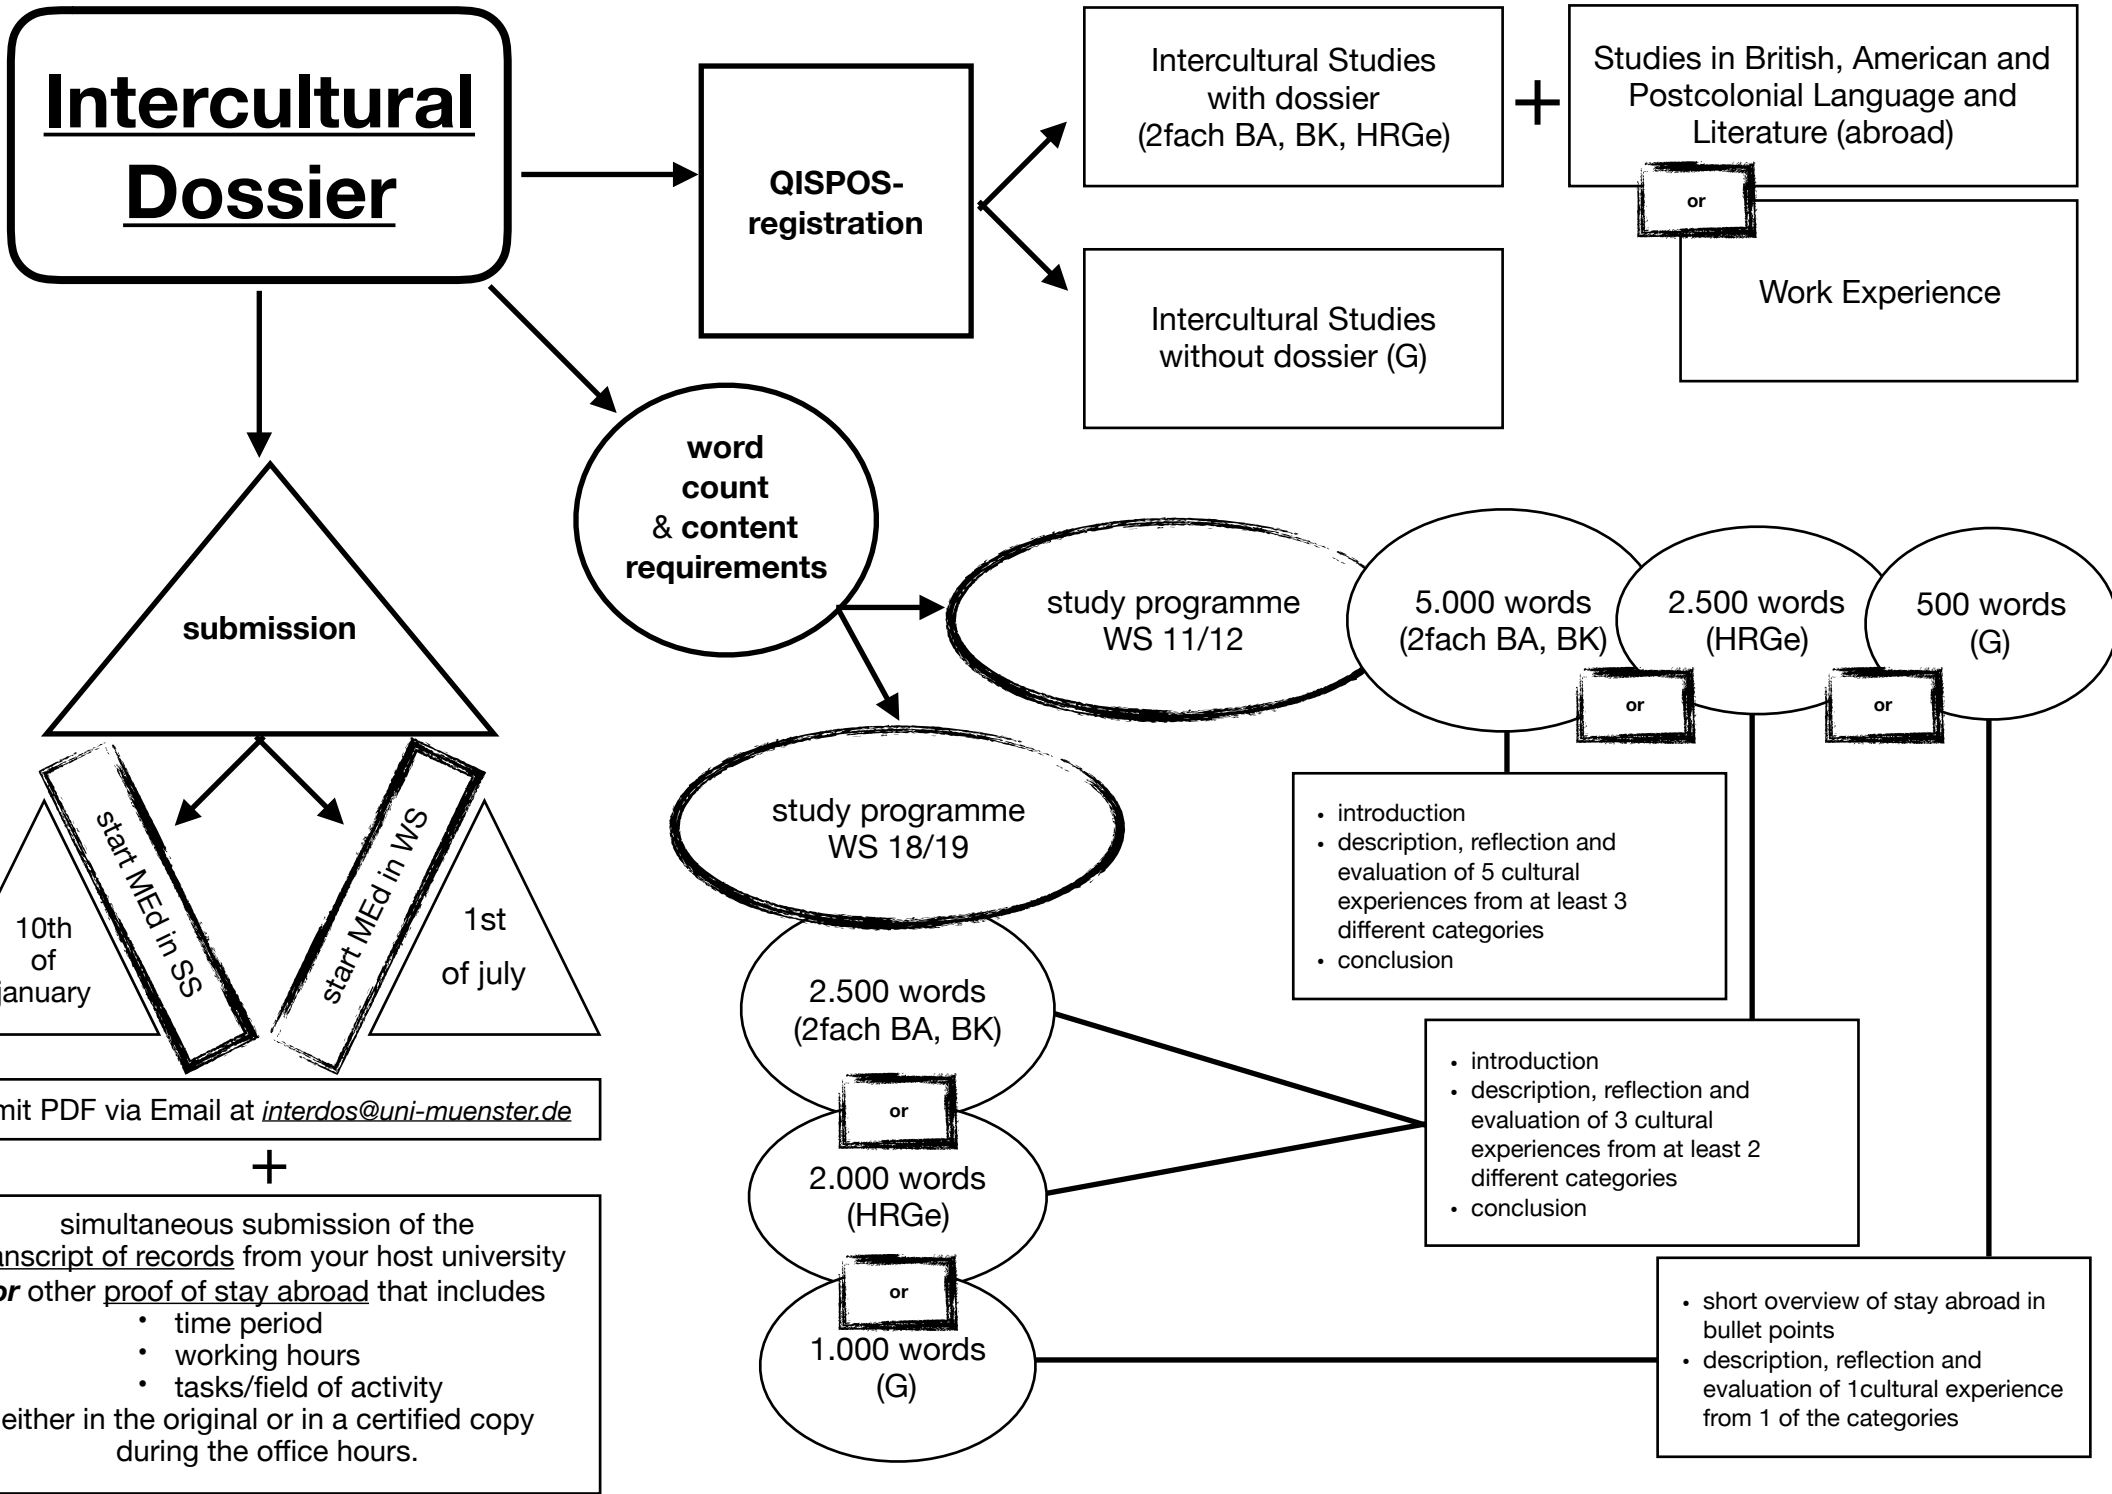 Intercultural
Dossier
QISPOS-
registration
Intercultural Studies
with dossier
(2fach BA, BK, HRGe)
+
Studies in British, American and
Postcolonial Language and
Literature (abroad)
or
Work Experience
Intercultural Studies
without dossier (G)
word
count
& content
requirements
study programme
WS 11/12
5.000 words
(2fach BA, BK)
or
2.500 words
(HRGe)
or
500 words
(G)
• introduction
• description, reflection and
evaluation of 5 cultural
experiences from at least 3
different categories
• conclusion
study programme
WS 18/19
2.500 words
(2fach BA, BK)
or
2.000 words
(HRGe)
or
1.000 words
(G)
• introduction
• description, reflection and
evaluation of 3 cultural
experiences from at least 2
different categories
• conclusion
• short overview of stay abroad in
bullet points
• description, reflection and
evaluation of 1cultural experience
from 1 of the categories
submission
start MEd in SS
10th
of
january
start MEd in WS
1st
of july
PDF via Email at interdos@uni-muenster.de
+
simultaneous submission of the
of records from your host university
or other proof of stay abroad that includes
• time period
• working hours
• tasks/field of activity
either in the original or in a certified copy
during the office hours.